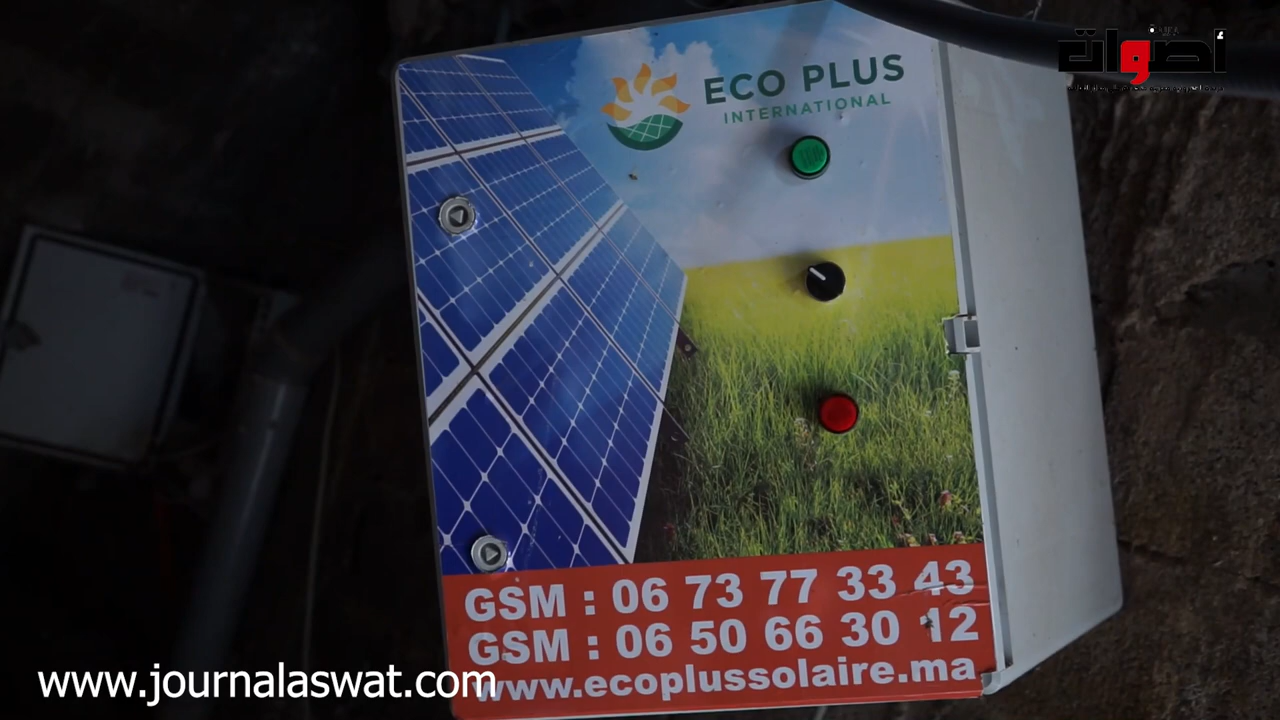 جريدة
أصوات
ECO PLUS
INTERNATIONAL
GSM : 06 73 77 33 43
GSM : 06 50 66 30 12
www.ecoplussolaire.ma
www.journalaswat.com